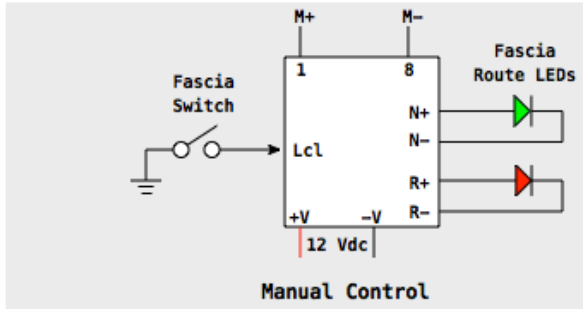 M+ M-
1 8
Fascia
Route LEDs
Fascia
Switch
N+
N-
Lcl
R+
R-
+V -V
12 Vdc
Manual Control